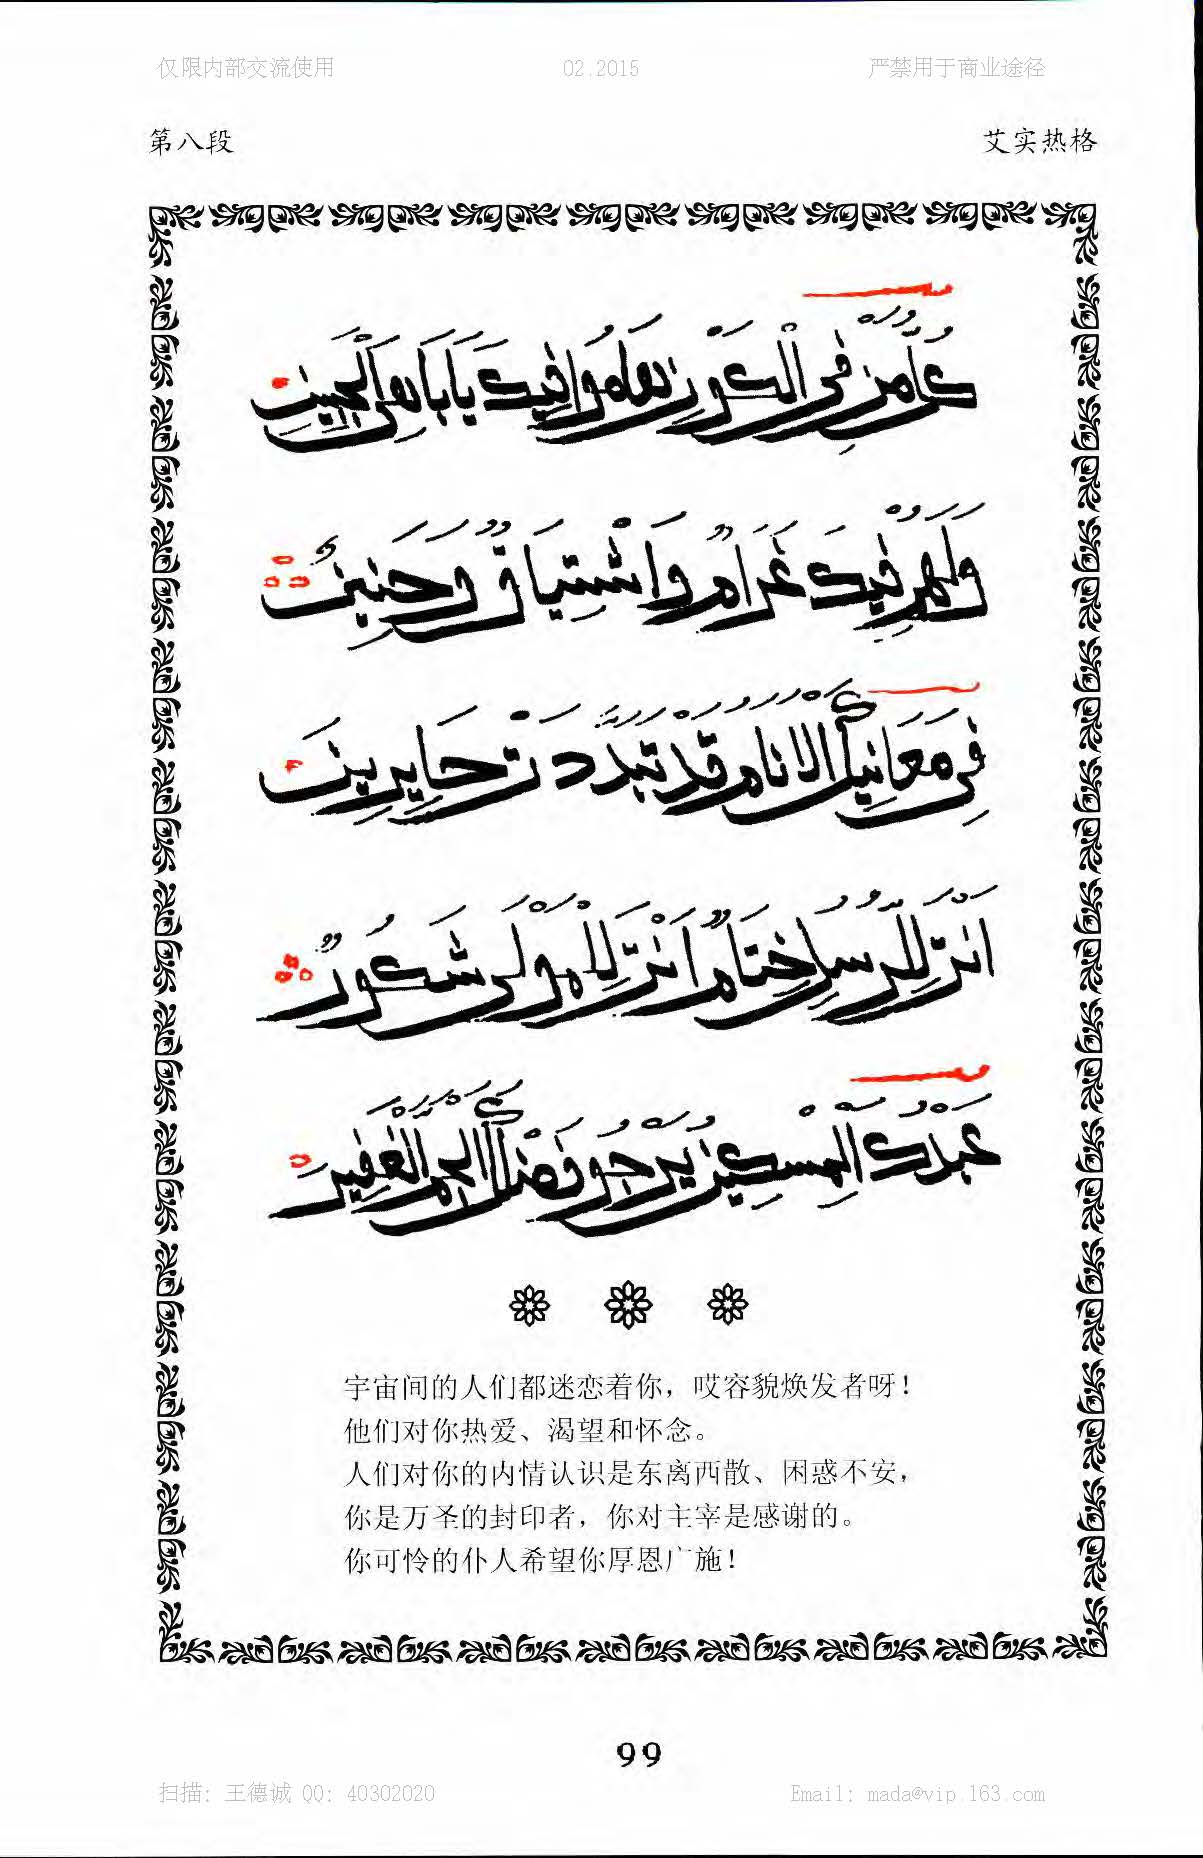 仅限内部交流使用 02.2015 严禁用于商业途径
第八段 艾实热格
كُلُّ مَنْ فِي الْكَوْنِ هَامُوا فِيكَ يَا بَاهِي الْجَبِينِ
وَلَهُمْ فِيكَ غَرَامٌ وَاشْتِيَاقٌ وَحَنِينٌ
فِي مَعَانِيكَ الْاَنَامُ قَدْ تَبَدَّدَتْ حَايِرِينَ
اَنْتَ لِلرُّسْلِ خِتَامٌ اَنْتَ لِلْمَوْلَى شَكُورٌ
عَبْدُكَ الْمِسْكِينُ يَرْجُو فَضْلَكَ الْجَمَّ الْغَفِيرَ
宇宙间的人们都迷恋着你，哎容貌焕发者呀！
他们对你热爱、渴望和怀念。
人们对你的内情认识是东离西散、困惑不安，
你是万圣的封印者，你对主宰是感谢的。
你可怜的仆人希望你厚恩广施！
99
扫描: 王德诚 QQ: 40302020 Email: mada@vip.163.com